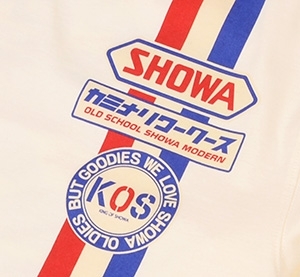 SHOWA
カミナリワークース
OLD SCHOOL SHOWA MODERN
OLDIES BUT GOODIES WE LOVE SHOWA
KOS
KING OF SHOWA